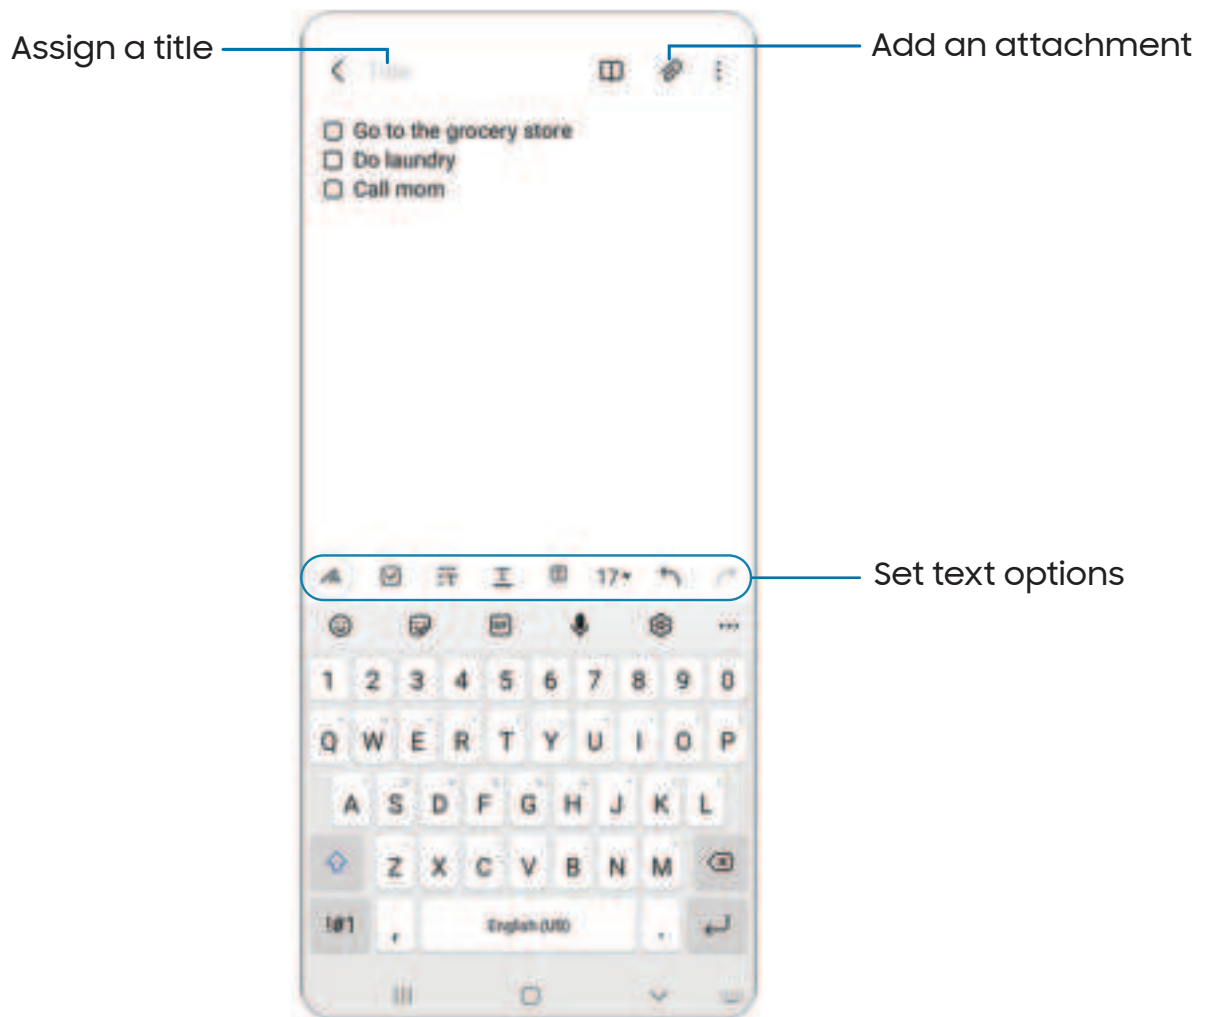 Assign a title
Add an attachment
Title
Go to the grocery store
Do laundry
Call mom
17
Set text options
1 2 3 4 5 6 7 8 9 0
Q W E R T Y U I O P
A S D F G H J K L
Z X C V B N M
!#1 , English (US) .